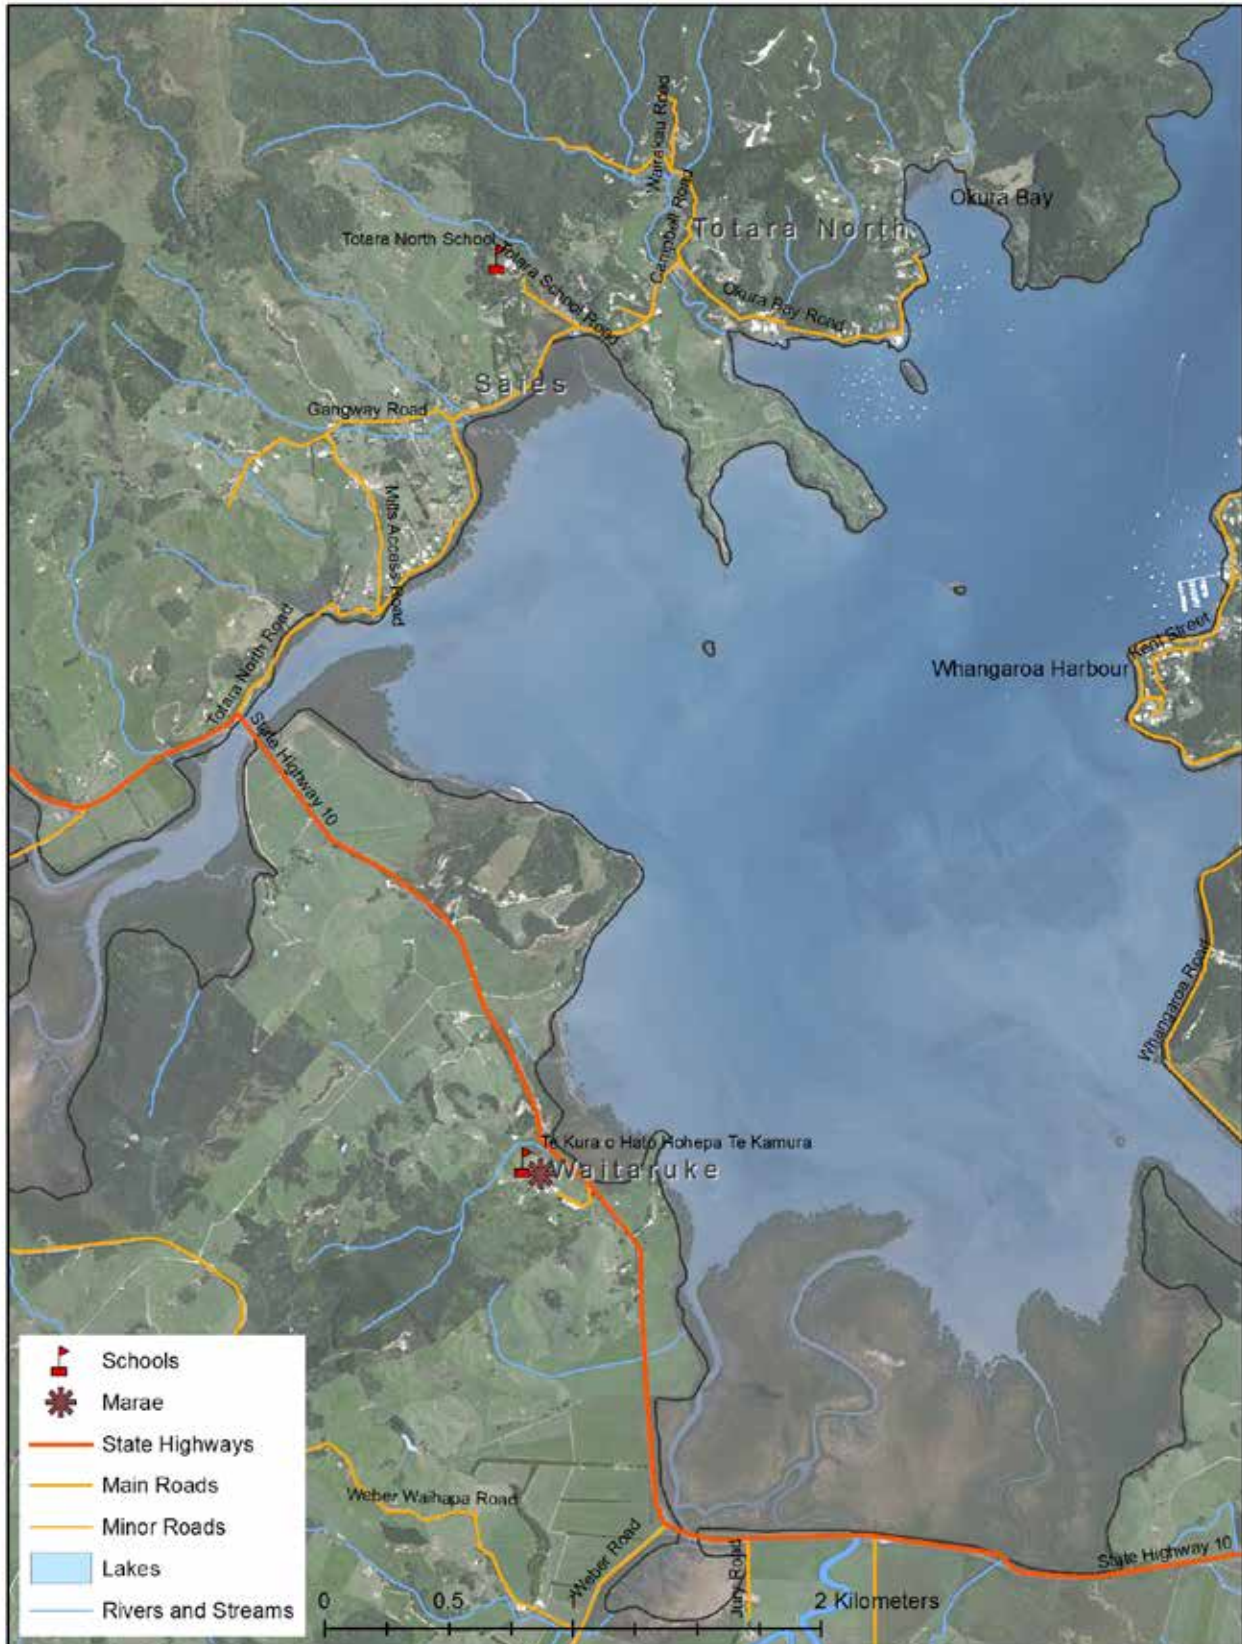 Wairakau Road
Okura Bay
Campbell Road
Totara North
Totara North School
Totara School Road
Okura Bay Road
Saies
Gangway Road
Mills Access Road
Totara North Road
Kent Street
Whangaroa Harbour
State Highway 10
Whangaroa Road
Te Kura o Hato Hohepa Te Kamura
Waitaruke
Schools
Marae
State Highways
Main Roads
Minor Roads
Lakes
Rivers and Streams
Weber Waihapa Road
Weber Road
Jury Road
State Highway 10
0 0.5 2 Kilometers